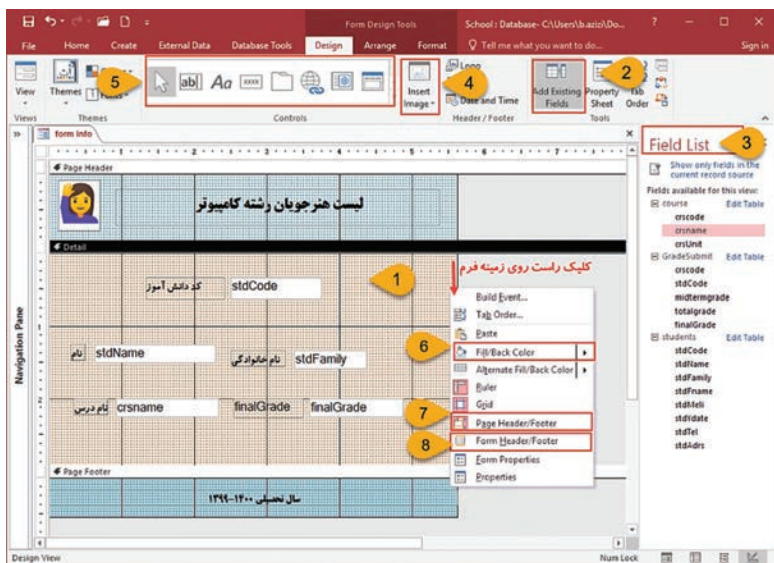 Form Design Tools
School : Database- C:\Users\b.azizi\Do...
?
File Home Create External Data Database Tools Design Arrange Format Tell me what you want to do... Sign in
View
Themes
Views
Themes
5
ab|
Aa
xxxx
Controls
Insert Image
4
Logo
Date and Time
Header / Footer
Add Existing Fields
2
Property Sheet
Tab Order
Tools
form info
Page Header
لیست هنرجویان رشته کامپیوتر
Detail
1
کلیک راست روی زمینه فرم
کد دانش آموز
stdCode
نام
stdName
نام خانوادگی
stdFamily
نام درس
crsname
finalGrade
finalGrade
Page Footer
سال تحصیلی ۱۴۰۰-۱۳۹۹
Build Event...
Tab Order...
Paste
6
Fill/Back Color
Alternate Fill/Back Color
Ruler
Grid
7
Page Header/Footer
8
Form Header/Footer
Form Properties
Properties
Navigation Pane
Field List
3
Show only fields in the current record source
Fields available for this view:
course Edit Table
crscode
crsname
crsUnit
GradeSubmit Edit Table
crscode
stdCode
midtermgrade
totalgrade
finalGrade
students Edit Table
stdCode
stdName
stdFamily
stdFname
stdMeli
stdYdate
stdTel
stdAdrs
Design View
Num Lock